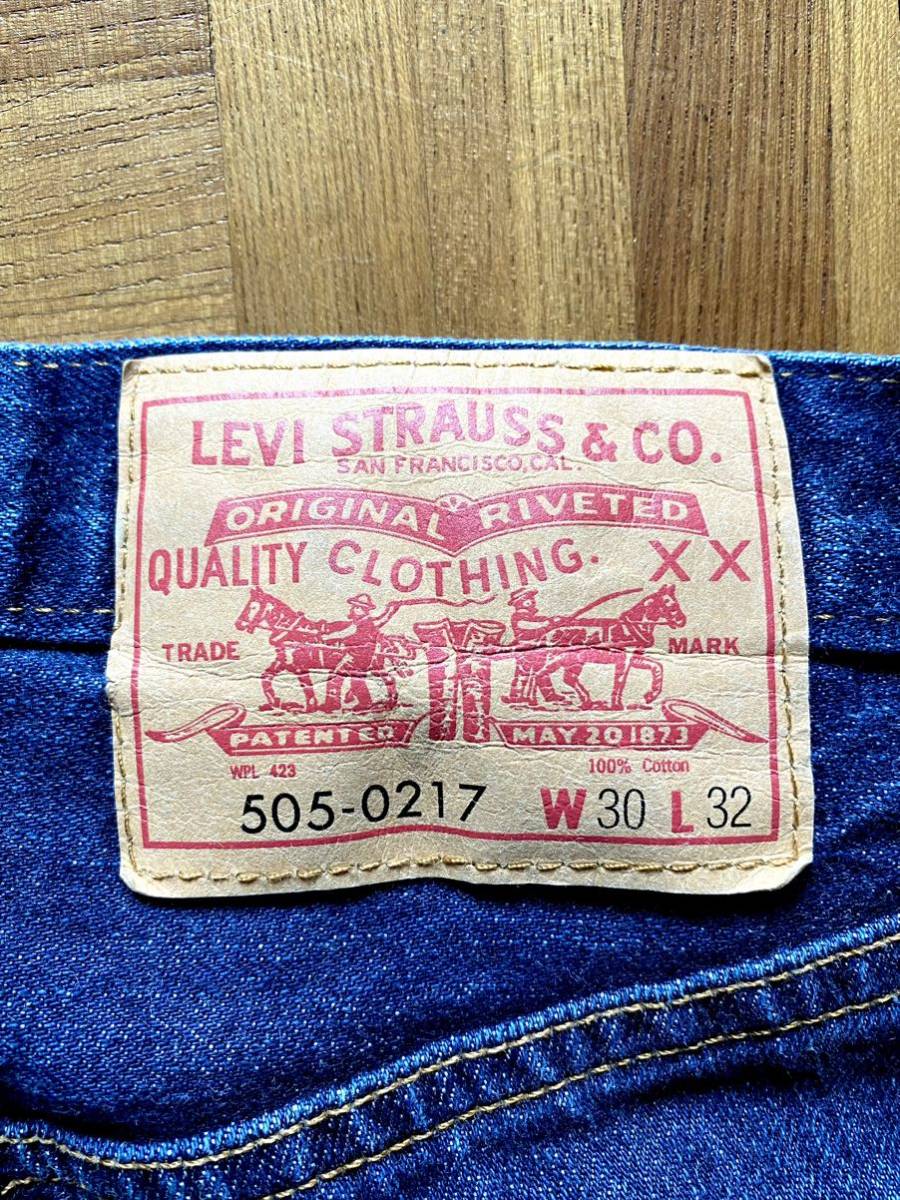 LEVI STRAUSS & CO.
SAN FRANCISCO, CAL.
ORIGINAL RIVETED
QUALITY CLOTHING. XX
TRADE MARK
PATENTED MAY 20 1873
WPL 423 100% Cotton
505-0217 W 30 L 32